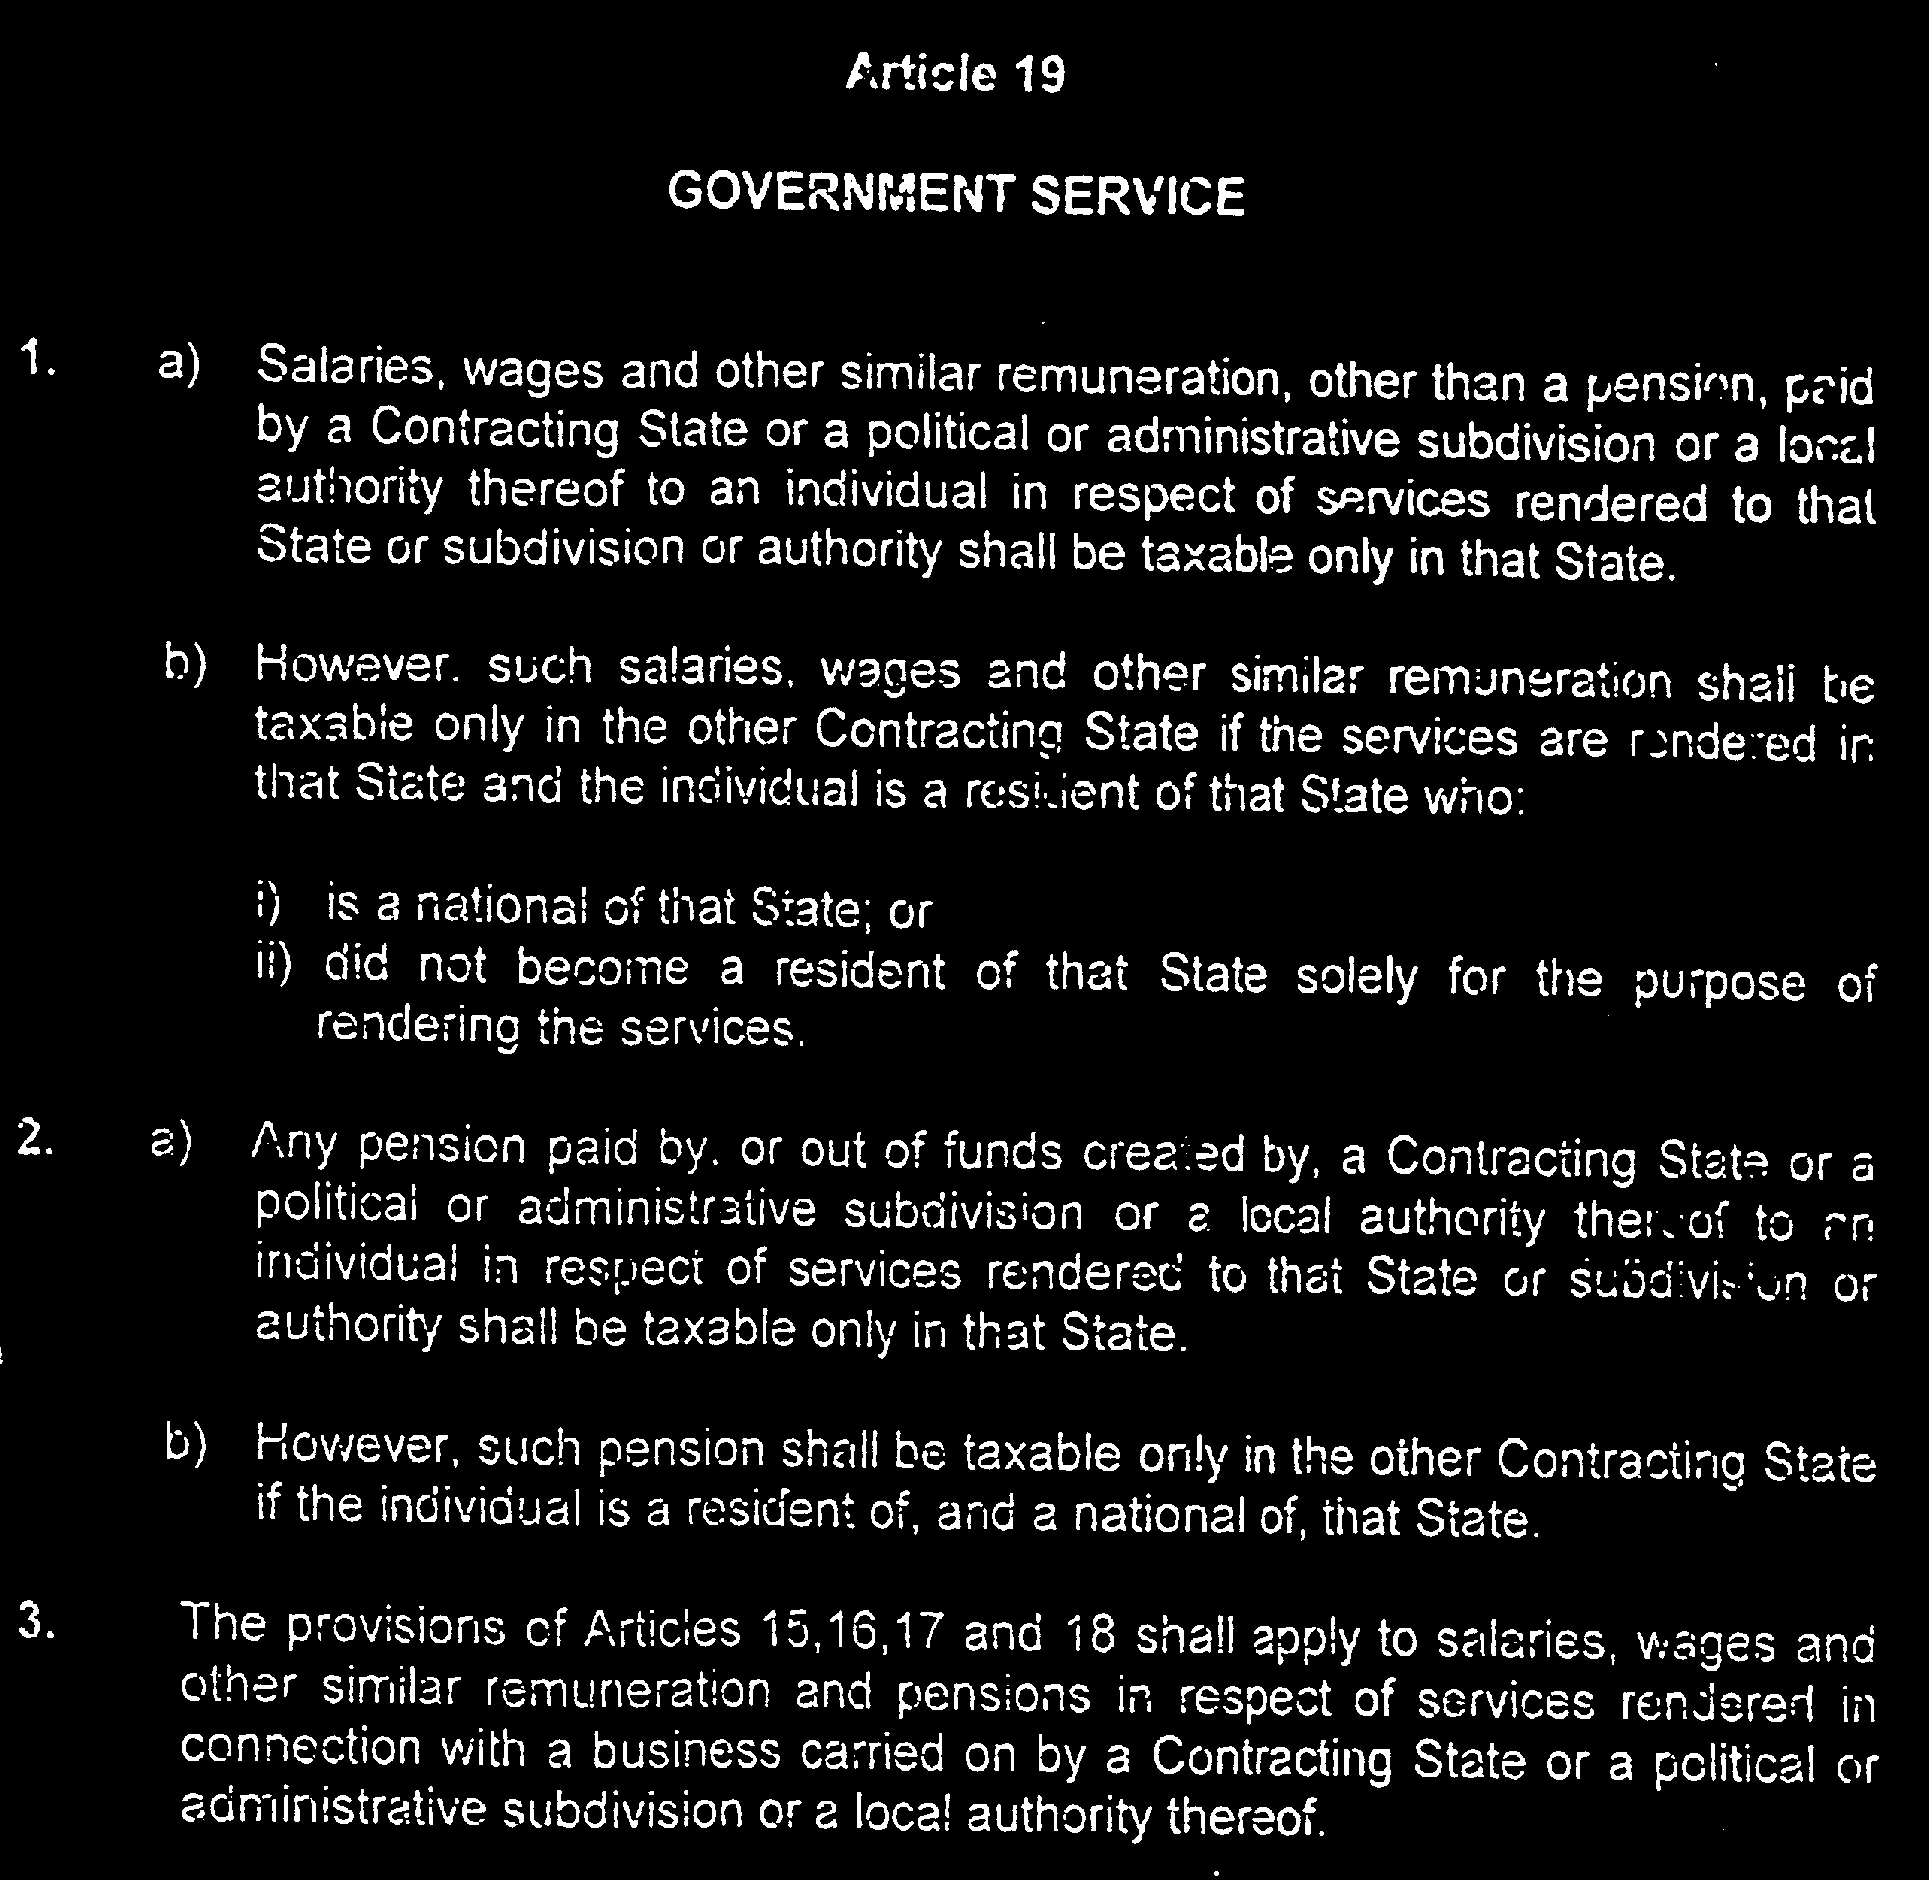 Article 19
GOVERNMENT SERVICE
1. a) Salaries, wages and other similar remuneration, other than a pension, paid
by a Contracting State or a political or administrative subdivision or a local
authority thereof to an individual in respect of services rendered to that
State or subdivision or authority shall be taxable only in that State.
b) However, such salaries, wages and other similar remuneration shall be
taxable only in the other Contracting State if the services are rendered in
that State and the individual is a resident of that State who:
i) is a national of that State; or
ii) did not become a resident of that State solely for the purpose of
rendering the services.
2. a) Any pension paid by, or out of funds created by, a Contracting State or a
political or administrative subdivision or a local authority thereof to an
individual in respect of services rendered to that State or subdivision or
authority shall be taxable only in that State.
b) However, such pension shall be taxable only in the other Contracting State
if the individual is a resident of, and a national of, that State.
3. The provisions of Articles 15,16,17 and 18 shall apply to salaries, wages and
other similar remuneration and pensions in respect of services rendered in
connection with a business carried on by a Contracting State or a political or
administrative subdivision or a local authority thereof.